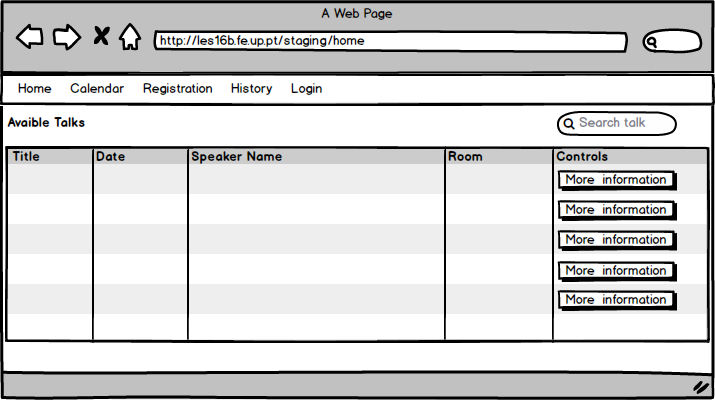 A Web Page
http://les16b.fe.up.pt/staging/home
Home Calendar Registration History Login
Avaible Talks
Search talk
Title Date Speaker Name Room Controls
More information
More information
More information
More information
More information